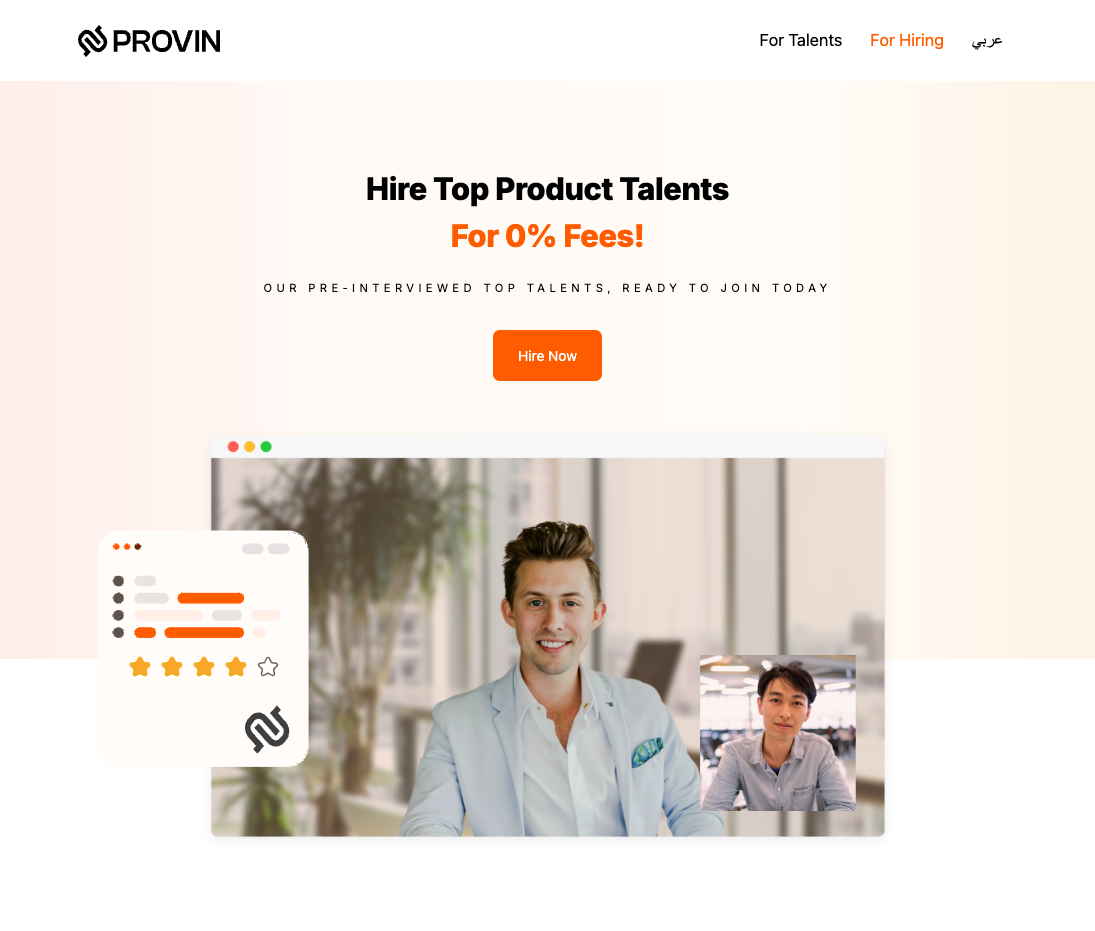 PROVIN
For Talents
For Hiring
عربي
Hire Top Product Talents
For 0% Fees!
OUR PRE-INTERVIEWED TOP TALENTS, READY TO JOIN TODAY
Hire Now